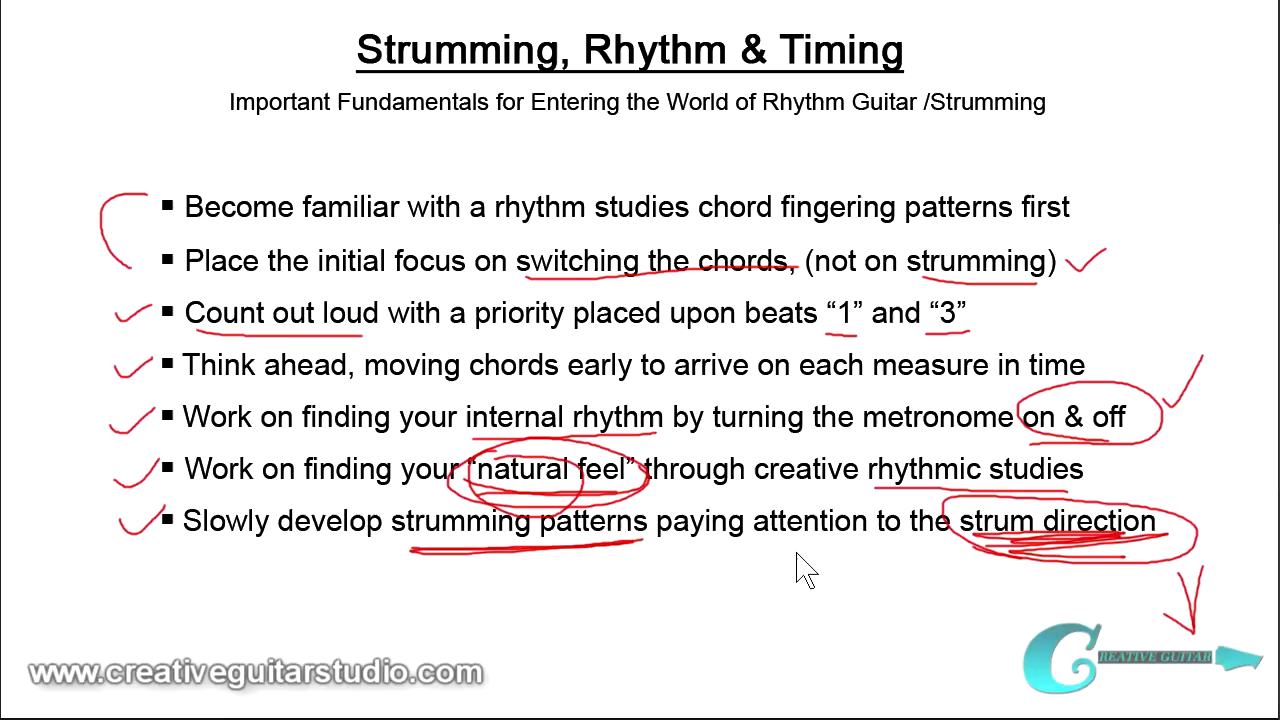 Strumming, Rhythm & Timing
Important Fundamentals for Entering the World of Rhythm Guitar /Strumming
▪ Become familiar with a rhythm studies chord fingering patterns first
▪ Place the initial focus on switching the chords, (not on strumming)
▪ Count out loud with a priority placed upon beats “1” and “3”
▪ Think ahead, moving chords early to arrive on each measure in time
▪ Work on finding your internal rhythm by turning the metronome on & off
▪ Work on finding your “natural feel” through creative rhythmic studies
▪ Slowly develop strumming patterns paying attention to the strum direction
www.creativeguitarstudio.com
CREATIVE GUITAR